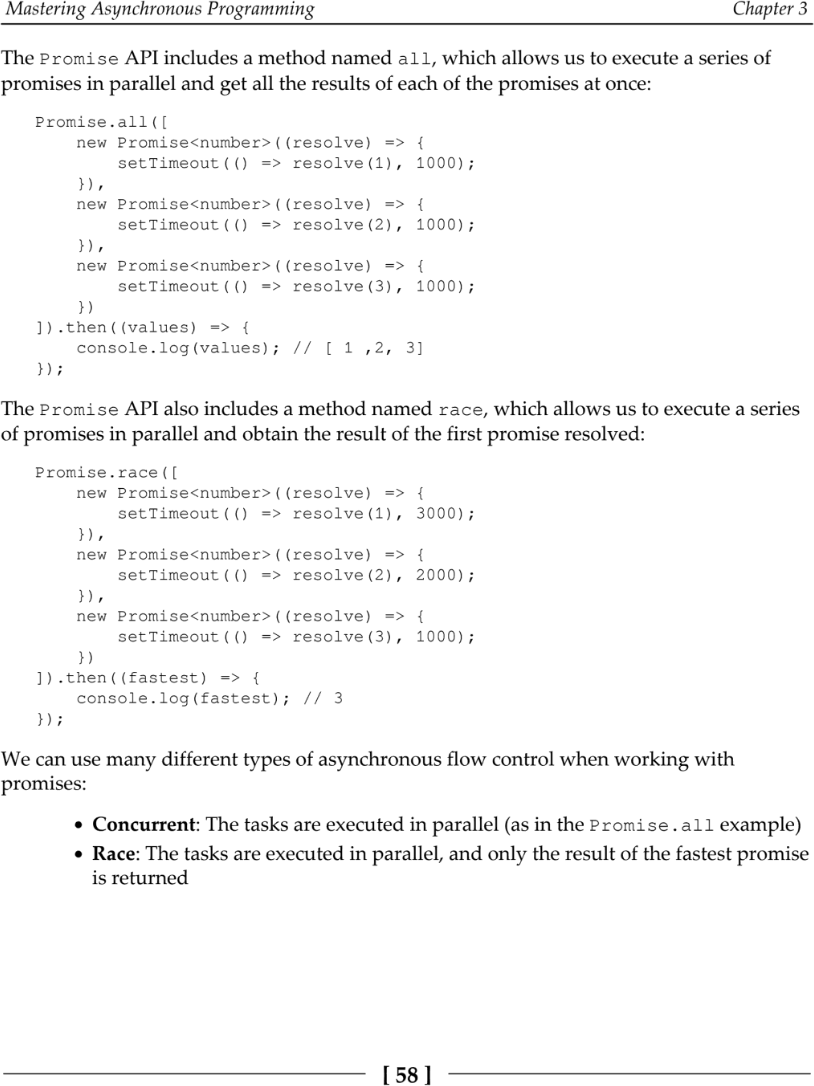 Mastering Asynchronous Programming Chapter 3
The Promise API includes a method named all, which allows us to execute a series of
promises in parallel and get all the results of each of the promises at once:
Promise.all([
    new Promise<number>((resolve) => {
        setTimeout(() => resolve(1), 1000);
    }),
    new Promise<number>((resolve) => {
        setTimeout(() => resolve(2), 1000);
    }),
    new Promise<number>((resolve) => {
        setTimeout(() => resolve(3), 1000);
    })
]).then((values) => {
    console.log(values); // [ 1 ,2, 3]
});
The Promise API also includes a method named race, which allows us to execute a series
of promises in parallel and obtain the result of the first promise resolved:
Promise.race([
    new Promise<number>((resolve) => {
        setTimeout(() => resolve(1), 3000);
    }),
    new Promise<number>((resolve) => {
        setTimeout(() => resolve(2), 2000);
    }),
    new Promise<number>((resolve) => {
        setTimeout(() => resolve(3), 1000);
    })
]).then((fastest) => {
    console.log(fastest); // 3
});
We can use many different types of asynchronous flow control when working with
promises:
• Concurrent: The tasks are executed in parallel (as in the Promise.all example)
• Race: The tasks are executed in parallel, and only the result of the fastest promise
is returned
[ 58 ]